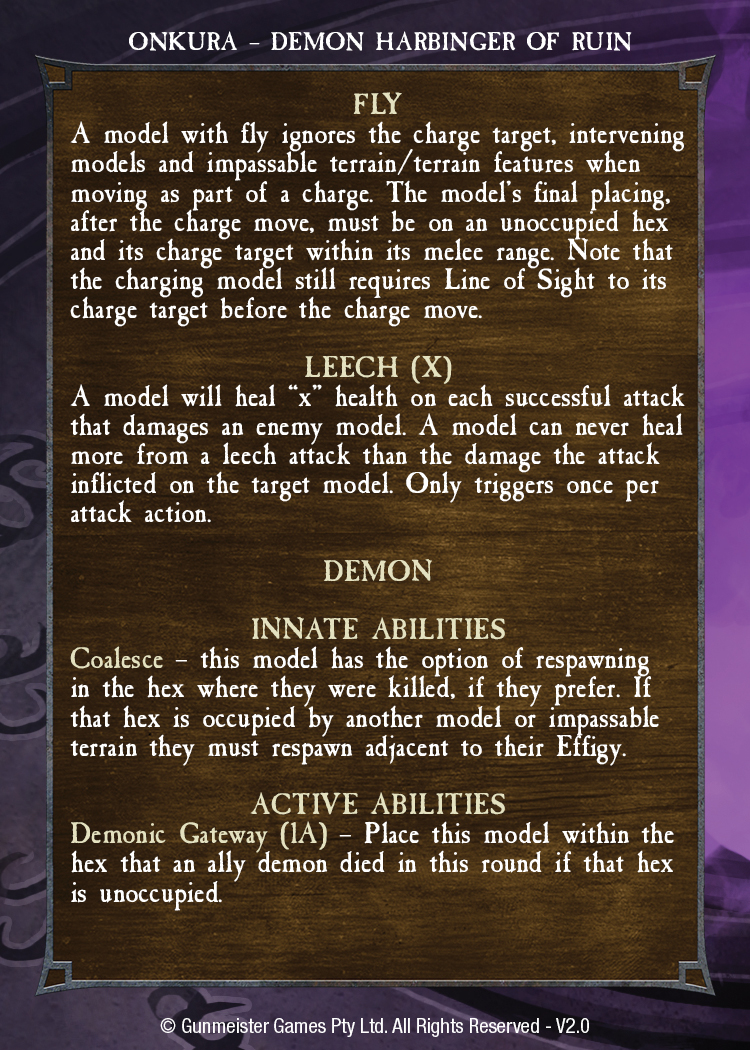 ONKURA – DEMON HARBINGER OF RUIN
FLY
A model with fly ignores the charge target, intervening
models and impassable terrain/terrain features when
moving as part of a charge. The model's final placing,
after the charge move, must be on an unoccupied hex
and its charge target within its melee range. Note that
the charging model still requires Line of Sight to its
charge target before the charge move.
LEECH (X)
A model will heal “x” health on each successful attack
that damages an enemy model. A model can never heal
more from a leech attack than the damage the attack
inflicted on the target model. Only triggers once per
attack action.
DEMON
INNATE ABILITIES
Coalesce – this model has the option of respawning
in the hex where they were killed, if they prefer. If
that hex is occupied by another model or impassable
terrain they must respawn adjacent to their Effigy.
ACTIVE ABILITIES
Demonic Gateway (1A) – Place this model within the
hex that an ally demon died in this round if that hex
is unoccupied.
© Gunmeister Games Pty Ltd. All Rights Reserved - V2.0